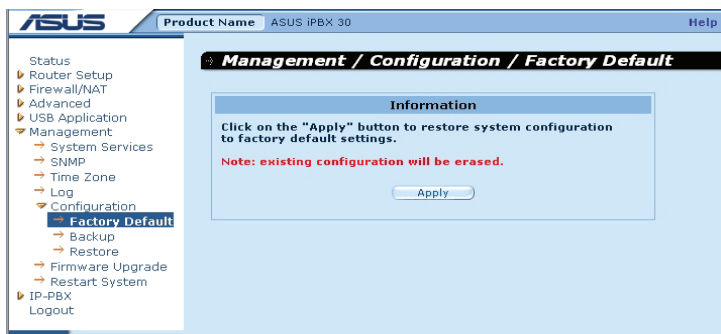 ASUS
Product Name ASUS iPBX 30 Help
Status
Router Setup
Firewall/NAT
Advanced
USB Application
Management
System Services
SNMP
Time Zone
Log
Configuration
Factory Default
Backup
Restore
Firmware Upgrade
Restart System
IP-PBX
Logout
Management / Configuration / Factory Default
Information
Click on the "Apply" button to restore system configuration
to factory default settings.
Note: existing configuration will be erased.
Apply